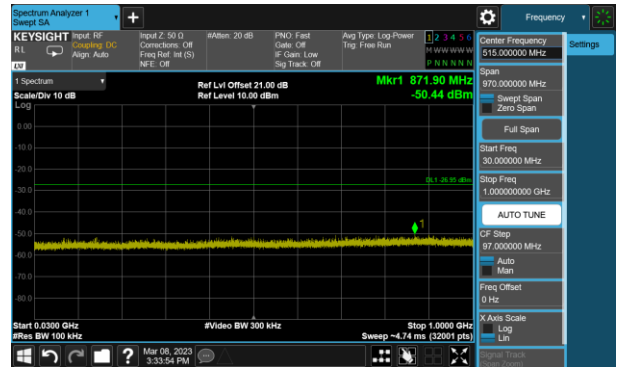 Spectrum Analyzer 1
Swept SA
+
Frequency
KEYSIGHT
R L
LXI
Input: RF
Coupling: DC
Align: Auto
Input Z: 50 Ω
Corrections: Off
Freq Ref: Int (S)
NFE: Off
#Atten: 20 dB
PNO: Fast
Gate: Off
IF Gain: Low
Sig Track: Off
Avg Type: Log-Power
Trig: Free Run
1 2 3 4 5 6
M W W W W W
P N N N N N
Center Frequency
515.000000 MHz
Settings
Span
970.000000 MHz
Swept Span
Zero Span
Full Span
Start Freq
30.000000 MHz
Stop Freq
1.000000000 GHz
AUTO TUNE
CF Step
97.000000 MHz
Auto
Man
Freq Offset
0 Hz
X Axis Scale
Log
Lin
Signal Track
(Span Zoom)
1 Spectrum
Scale/Div 10 dB
Log
Ref Lvl Offset 21.00 dB
Ref Level 10.00 dBm
Mkr1 871.90 MHz
-50.44 dBm
0.00
-10.0
-20.0
-30.0
-40.0
-50.0
-60.0
-70.0
-80.0
DL1 -26.95 dBm
1
Start 0.0300 GHz
#Res BW 100 kHz
#Video BW 300 kHz
Stop 1.0000 GHz
Sweep ~4.74 ms (32001 pts)
?
Mar 08, 2023
3:33:54 PM